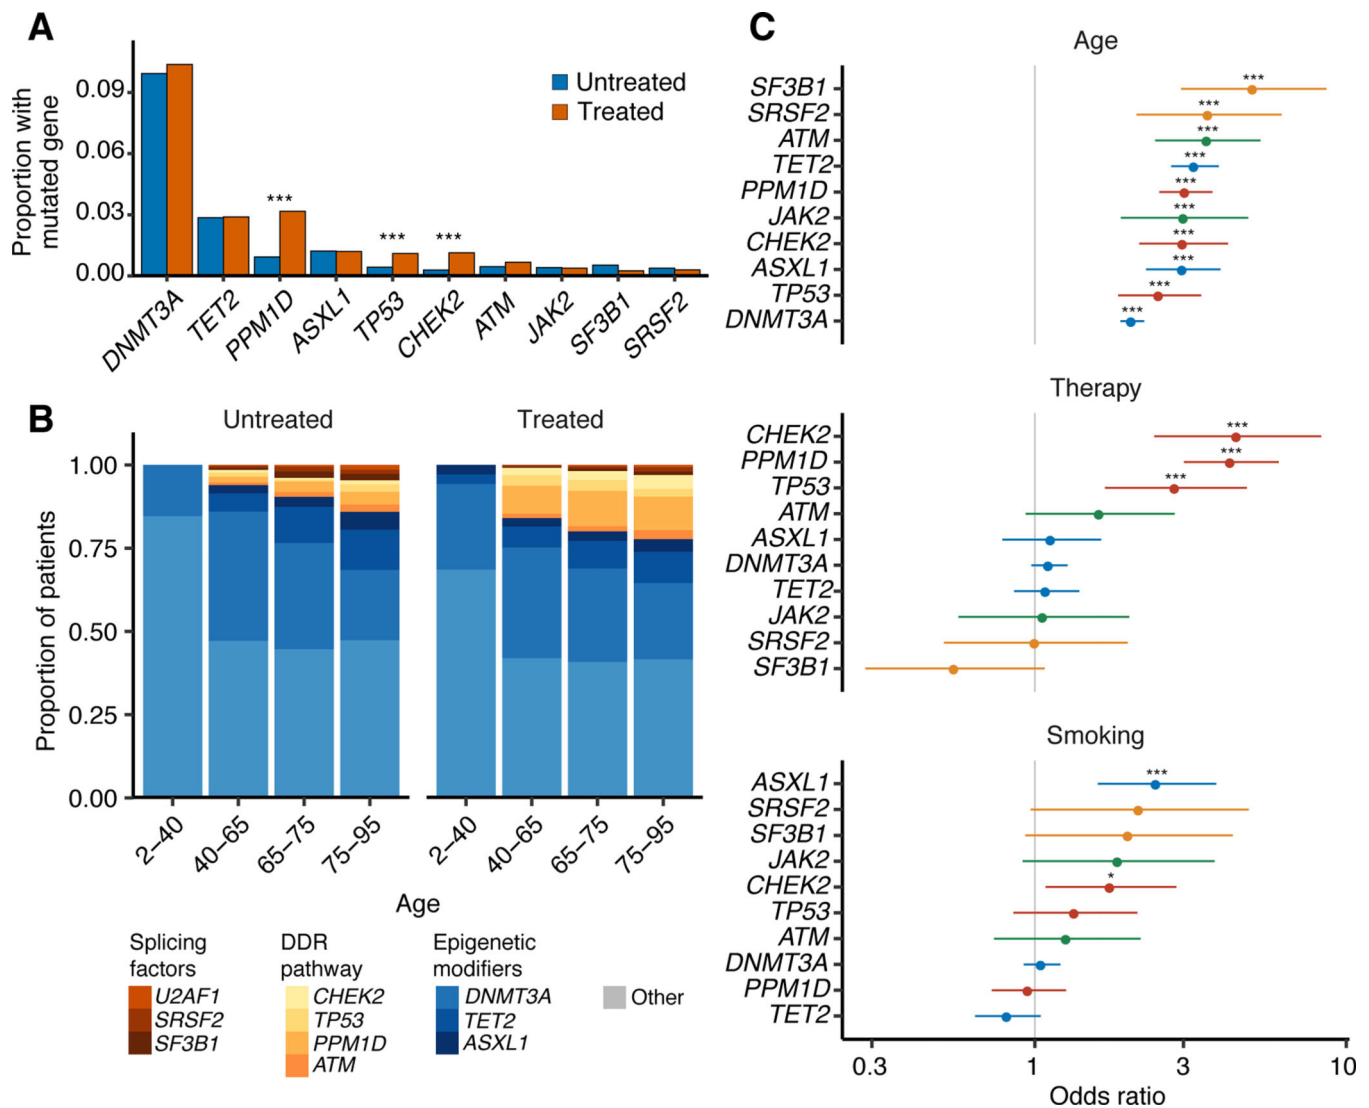 A
Proportion with
mutated gene
0.09
0.06
0.03
0.00
Untreated
Treated
***
***
***
DNMT3A
TET2
PPM1D
ASXL1
TP53
CHEK2
ATM
JAK2
SF3B1
SRSF2
B
Untreated
Treated
Proportion of patients
1.00
0.75
0.50
0.25
0.00
2–40
40–65
65–75
75–95
2–40
40–65
65–75
75–95
Age
Splicing
factors
U2AF1
SRSF2
SF3B1
DDR
pathway
CHEK2
TP53
PPM1D
ATM
Epigenetic
modifiers
DNMT3A
TET2
ASXL1
Other
C
Age
SF3B1 ***
SRSF2 ***
ATM ***
TET2 ***
PPM1D ***
JAK2 ***
CHEK2 ***
ASXL1 ***
TP53 ***
DNMT3A ***
Therapy
CHEK2 ***
PPM1D ***
TP53 ***
ATM
ASXL1
DNMT3A
TET2
JAK2
SRSF2
SF3B1
Smoking
ASXL1 ***
SRSF2
SF3B1
JAK2
CHEK2 *
TP53
ATM
DNMT3A
PPM1D
TET2
0.3 1 3 10
Odds ratio